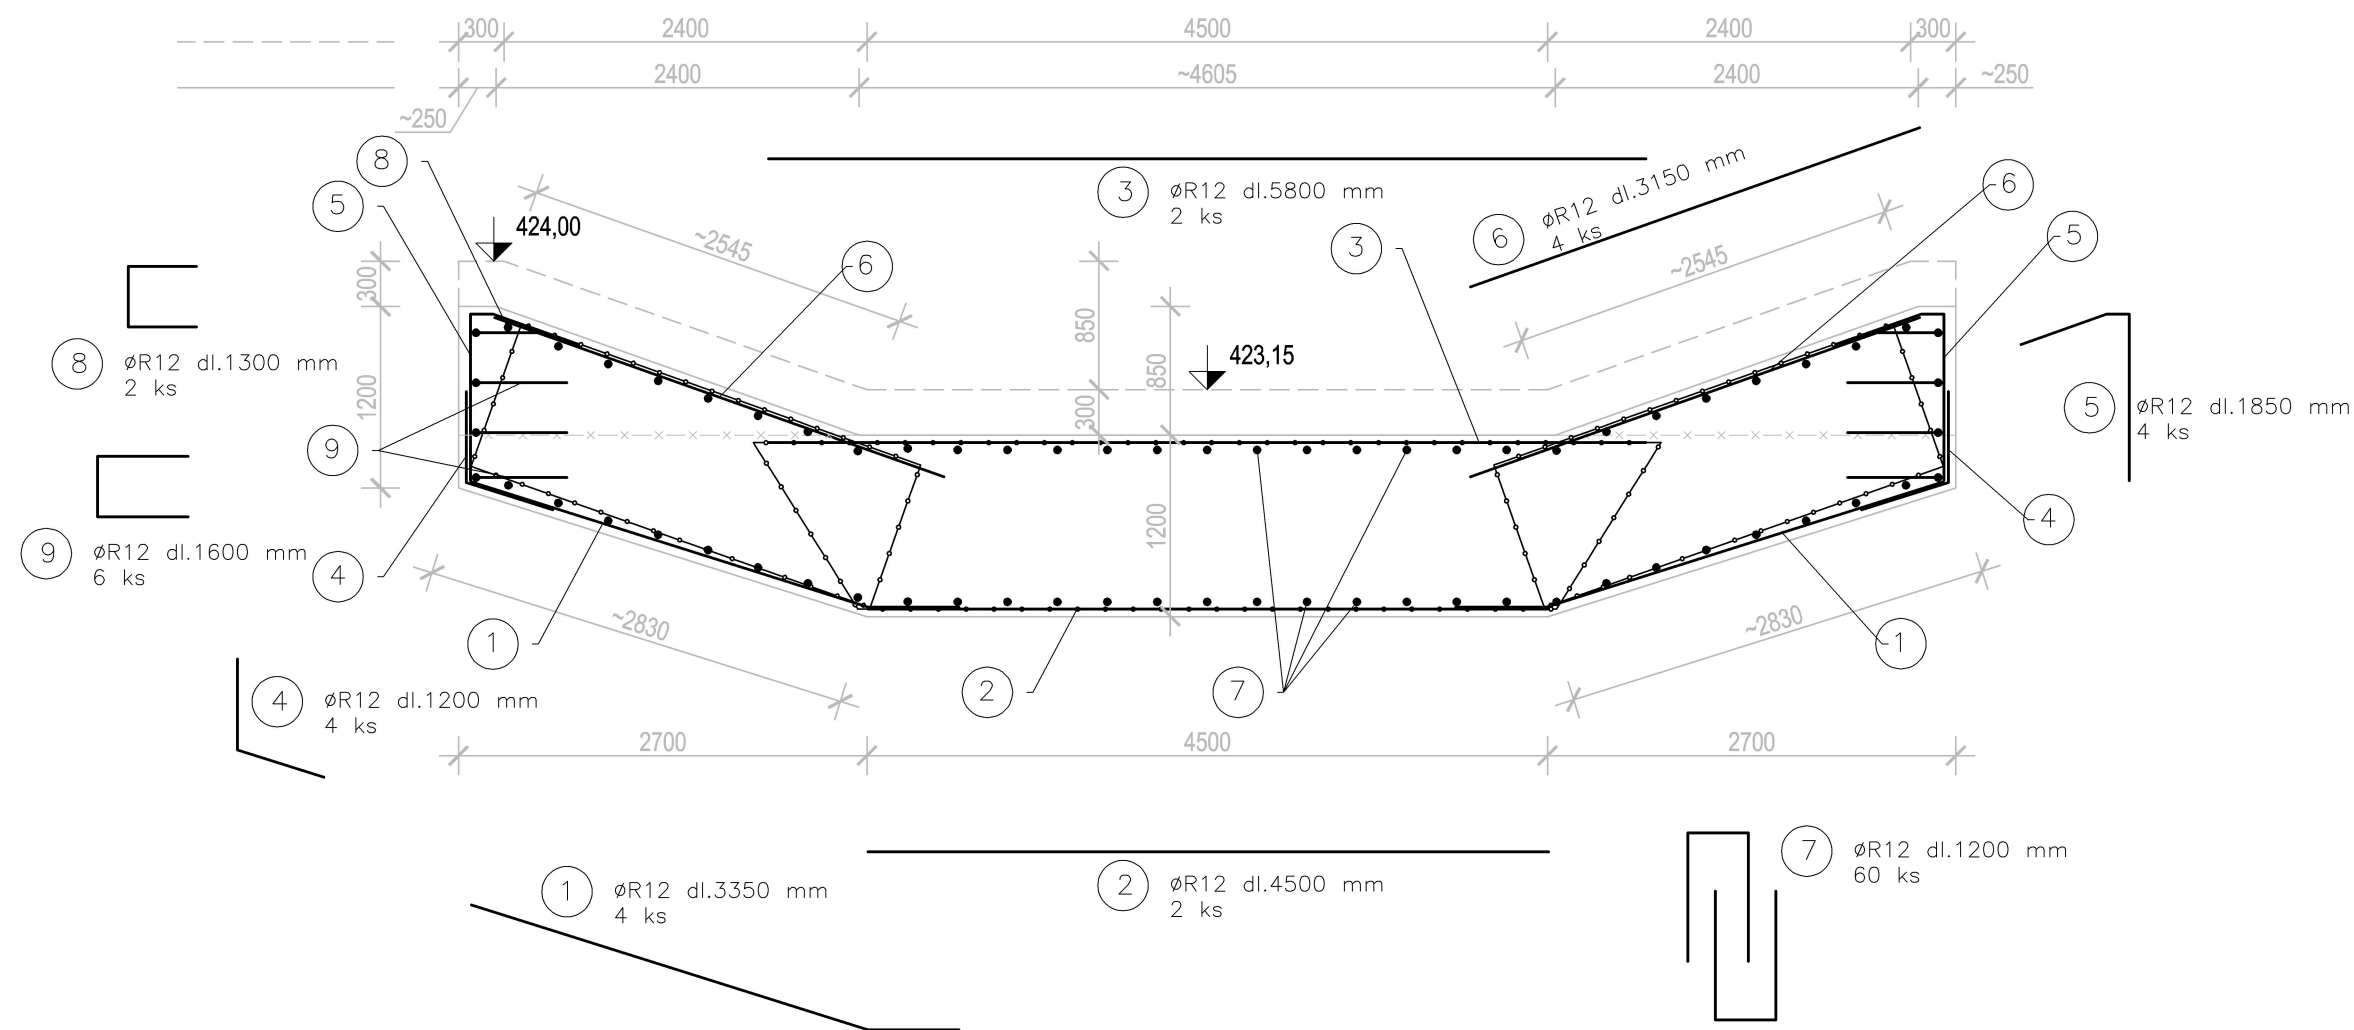 300 2400 4500 2400 300
2400 ~4605 2400 ~250
~250
8
5
3 øR12 dl.5800 mm
2 ks
6 øR12 dl.3150 mm
4 ks
6
424,00
~2545
6
3
~2545
5
300
850
423,15
850
300
1200
8 øR12 dl.1300 mm
2 ks
5 øR12 dl.1850 mm
4 ks
9
9 øR12 dl.1600 mm
6 ks
4
1200
4
~2830
1
~2830
1
4 øR12 dl.1200 mm
4 ks
2
7
2700 4500 2700
1 øR12 dl.3350 mm
4 ks
2 øR12 dl.4500 mm
2 ks
7 øR12 dl.1200 mm
60 ks